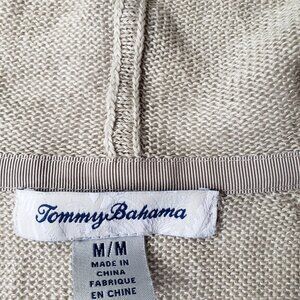 Tommy Bahama
M/M
MADE IN
CHINA
FABRIQUE
EN CHINE